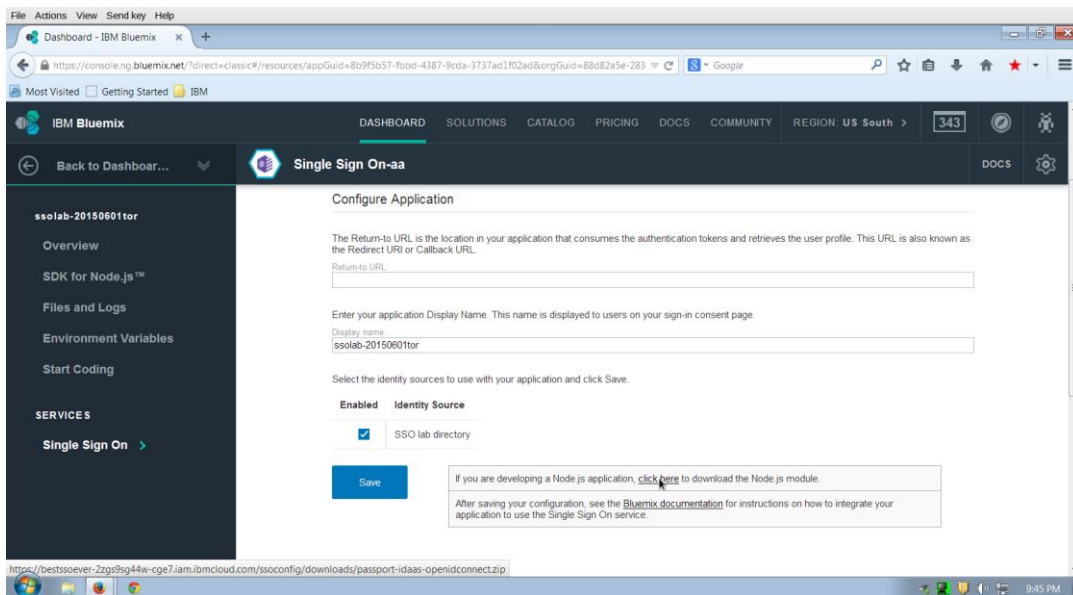 File Actions View Send key Help
Dashboard - IBM Bluemix × +
https://console.ng.bluemix.net/?direct=classic#/resources/appGuid=8b9f5b57-fbbd-4387-9cda-3737ad1f02ad&orgGuid=88d82a5e-283 Google
Most Visited Getting Started IBM
IBM Bluemix DASHBOARD SOLUTIONS CATALOG PRICING DOCS COMMUNITY REGION: US South > 343
Back to Dashboar... Single Sign On-aa DOCS
ssolab-20150601tor
Overview
SDK for Node.js™
Files and Logs
Environment Variables
Start Coding
SERVICES
Single Sign On >
Configure Application
The Return-to URL is the location in your application that consumes the authentication tokens and retrieves the user profile. This URL is also known as
the Redirect URI or Callback URL.
Return-to URL:
Enter your application Display Name. This name is displayed to users on your sign-in consent page.
Display name:
ssolab-20150601tor
Select the identity sources to use with your application and click Save.
Enabled Identity Source
SSO lab directory
Save
If you are developing a Node.js application, click here to download the Node.js module.
After saving your configuration, see the Bluemix documentation for instructions on how to integrate your
application to use the Single Sign On service.
https://bestssoever-2zgs9sg44w-cge7.iam.ibmcloud.com/ssoconfig/downloads/passport-idaas-openidconnect.zip
9:45 PM